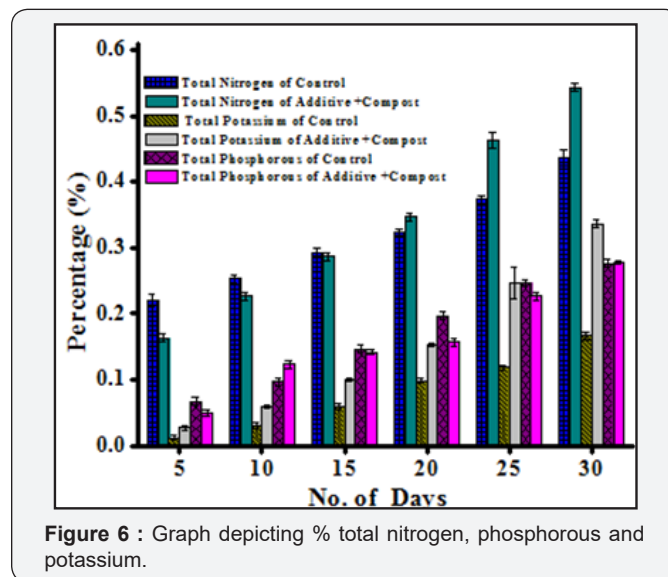 0.6
0.5
0.4
0.3
0.2
0.1
0.0
Percentage (%)
Total Nitrogen of Control
Total Nitrogen of Additive +Compost
Total Potassium of Control
Total Potassium of Additive +Compost
Total Phosphorous of Control
Total Phosphorous of Additive +Compost
5 10 15 20 25 30
No. of Days
Figure 6 : Graph depicting % total nitrogen, phosphorous and
potassium.